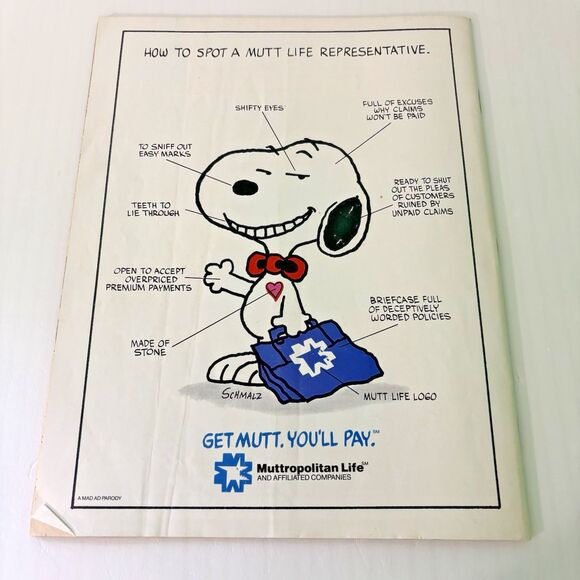 HOW TO SPOT A MUTT LIFE REPRESENTATIVE.
SHIFTY EYES
FULL OF EXCUSES
WHY CLAIMS
WON'T BE PAID
TO SNIFF OUT
EASY MARKS
READY TO SHUT
OUT THE PLEAS
OF CUSTOMERS
RUINED BY
UNPAID CLAIMS
TEETH TO
LIE THROUGH
OPEN TO ACCEPT
OVERPRICED
PREMIUM PAYMENTS
BRIEFCASE FULL
OF DECEPTIVELY
WORDED POLICIES
MADE OF
STONE
SCHMALZ
MUTT LIFE LOGO
GET MUTT. YOU'LL PAY.℠
Muttropolitan Life℠
AND AFFILIATED COMPANIES
A MAD AD PARODY